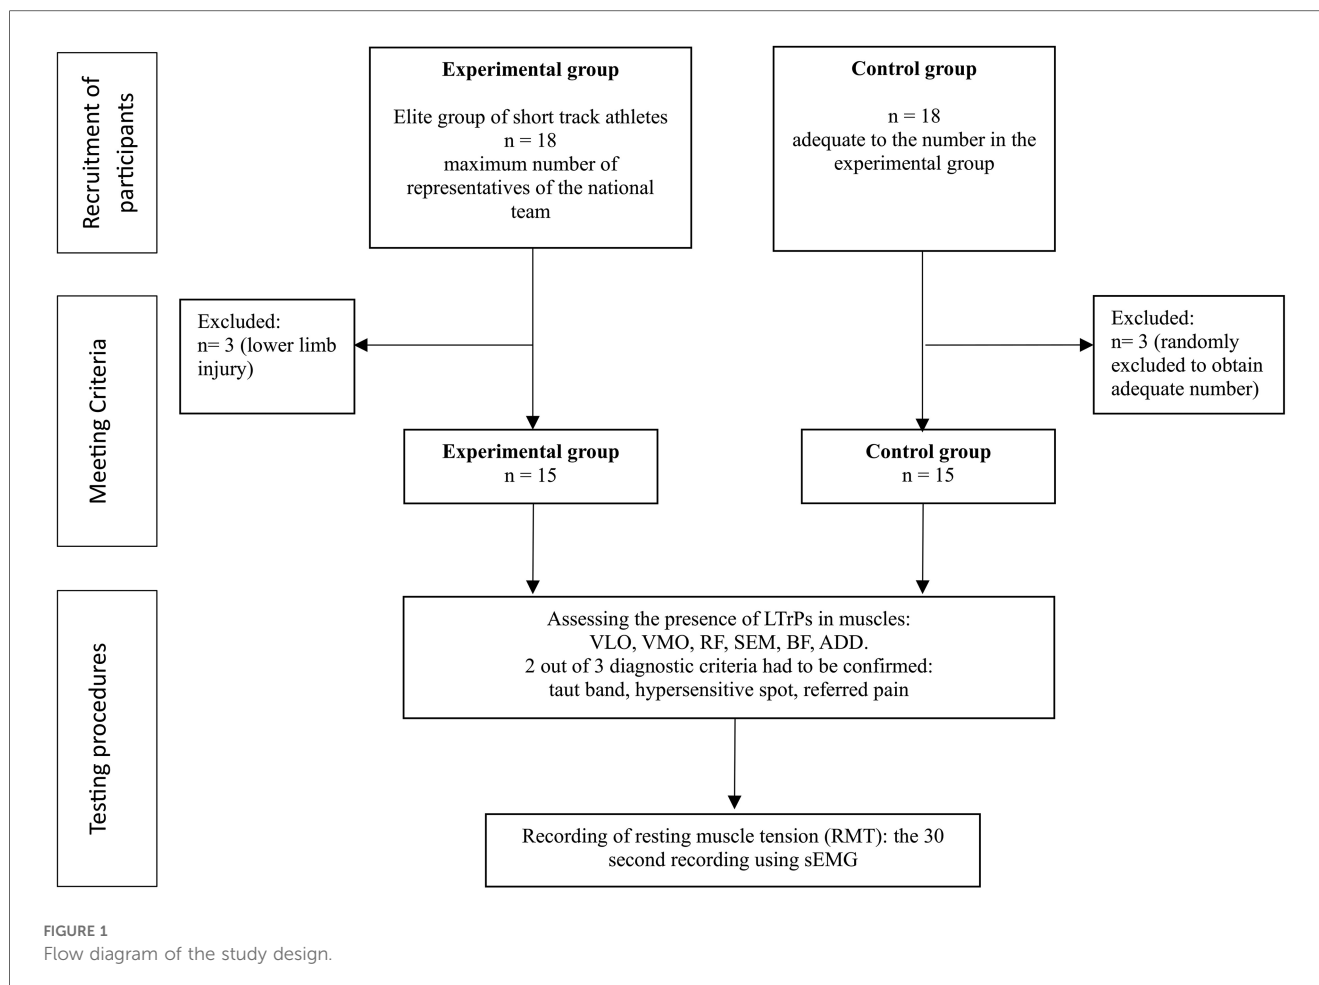 Recruitment of
participants
Experimental group
Elite group of short track athletes
n = 18
maximum number of
representatives of the national
team
Control group
n = 18
adequate to the number in the
experimental group
Meeting Criteria
Excluded:
n= 3 (lower limb
injury)
Excluded:
n= 3 (randomly
excluded to obtain
adequate number)
Experimental group
n = 15
Control group
n = 15
Testing procedures
Assessing the presence of LTrPs in muscles:
VLO, VMO, RF, SEM, BF, ADD.
2 out of 3 diagnostic criteria had to be confirmed:
taut band, hypersensitive spot, referred pain
Recording of resting muscle tension (RMT): the 30
second recording using sEMG
FIGURE 1
Flow diagram of the study design.